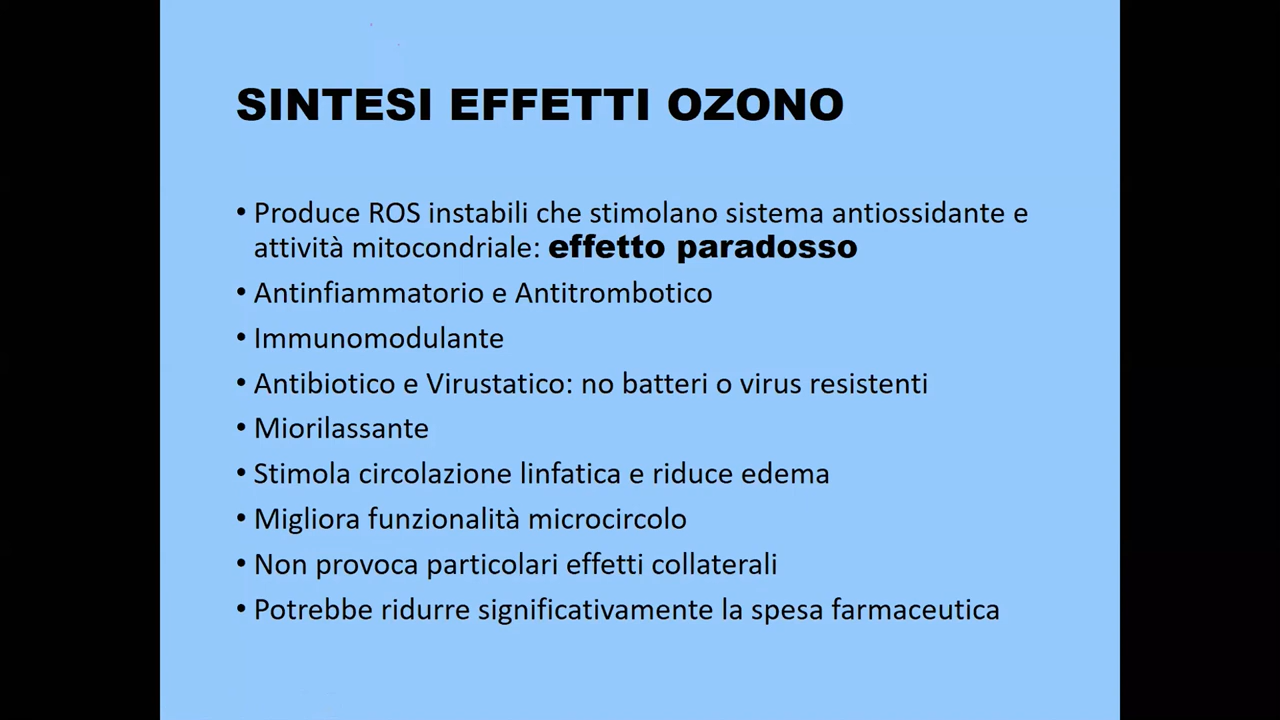 SINTESI EFFETTI OZONO
• Produce ROS instabili che stimolano sistema antiossidante e
attività mitocondriale: effetto paradosso
• Antinfiammatorio e Antitrombotico
• Immunomodulante
• Antibiotico e Virustatico: no batteri o virus resistenti
• Miorilassante
• Stimola circolazione linfatica e riduce edema
• Migliora funzionalità microcircolo
• Non provoca particolari effetti collaterali
• Potrebbe ridurre significativamente la spesa farmaceutica